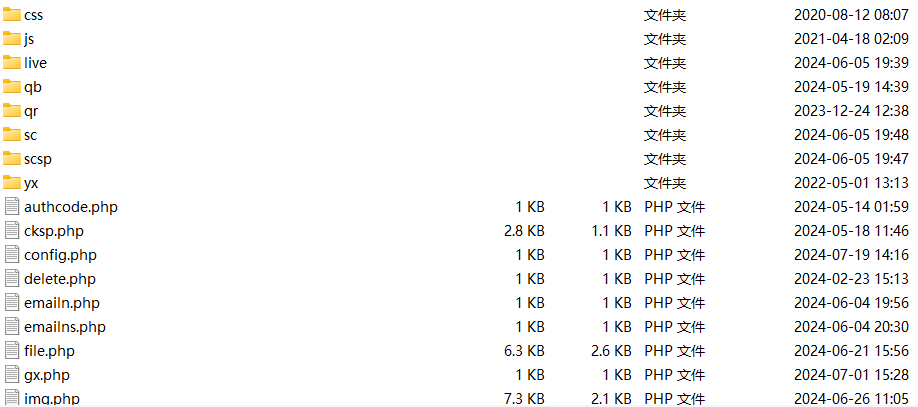 css 文件夹 2020-08-12 08:07
js 文件夹 2021-04-18 02:09
live 文件夹 2024-06-05 19:39
qb 文件夹 2024-05-19 14:39
qr 文件夹 2023-12-24 12:38
sc 文件夹 2024-06-05 19:48
scsp 文件夹 2024-06-05 19:47
yx 文件夹 2022-05-01 13:13
authcode.php 1 KB 1 KB PHP 文件 2024-05-14 01:59
cksp.php 2.8 KB 1.1 KB PHP 文件 2024-05-18 11:46
config.php 1 KB 1 KB PHP 文件 2024-07-19 14:16
delete.php 1 KB 1 KB PHP 文件 2024-02-23 15:13
emailn.php 1 KB 1 KB PHP 文件 2024-06-04 19:56
emailns.php 1 KB 1 KB PHP 文件 2024-06-04 20:30
file.php 6.3 KB 2.6 KB PHP 文件 2024-06-21 15:56
gx.php 1 KB 1 KB PHP 文件 2024-07-01 15:28
img.php 7.3 KB 2.1 KB PHP 文件 2024-06-26 11:05